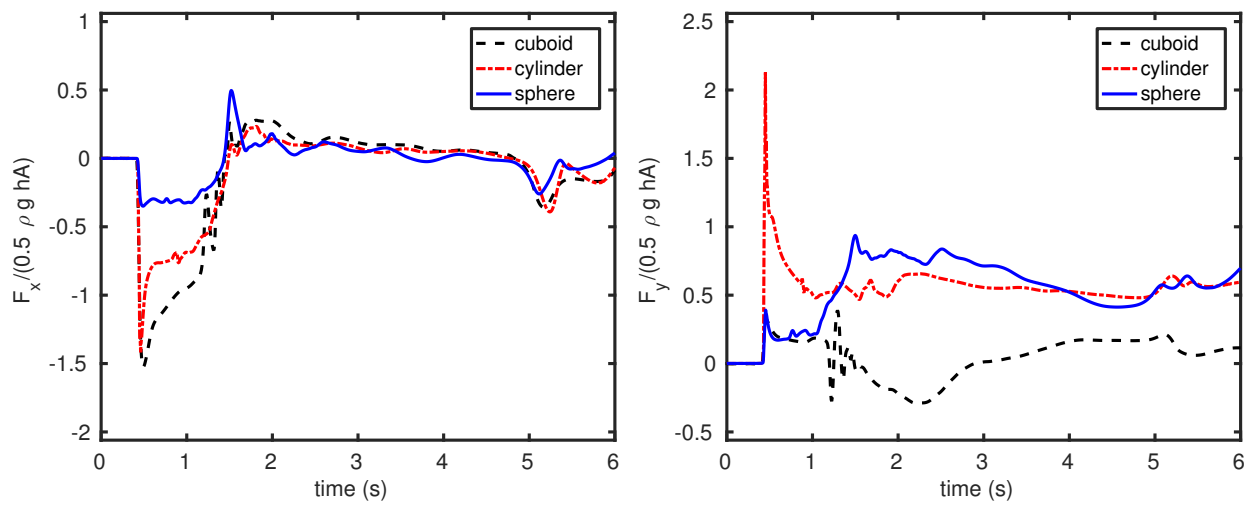 1
0.5
0
-0.5
-1
-1.5
-2
F_x/(0.5 ρ g hA)
0 1 2 3 4 5 6
time (s)
cuboid
cylinder
sphere
2.5
2
1.5
1
0.5
0
-0.5
F_y/(0.5 ρ g hA)
0 1 2 3 4 5 6
time (s)
cuboid
cylinder
sphere